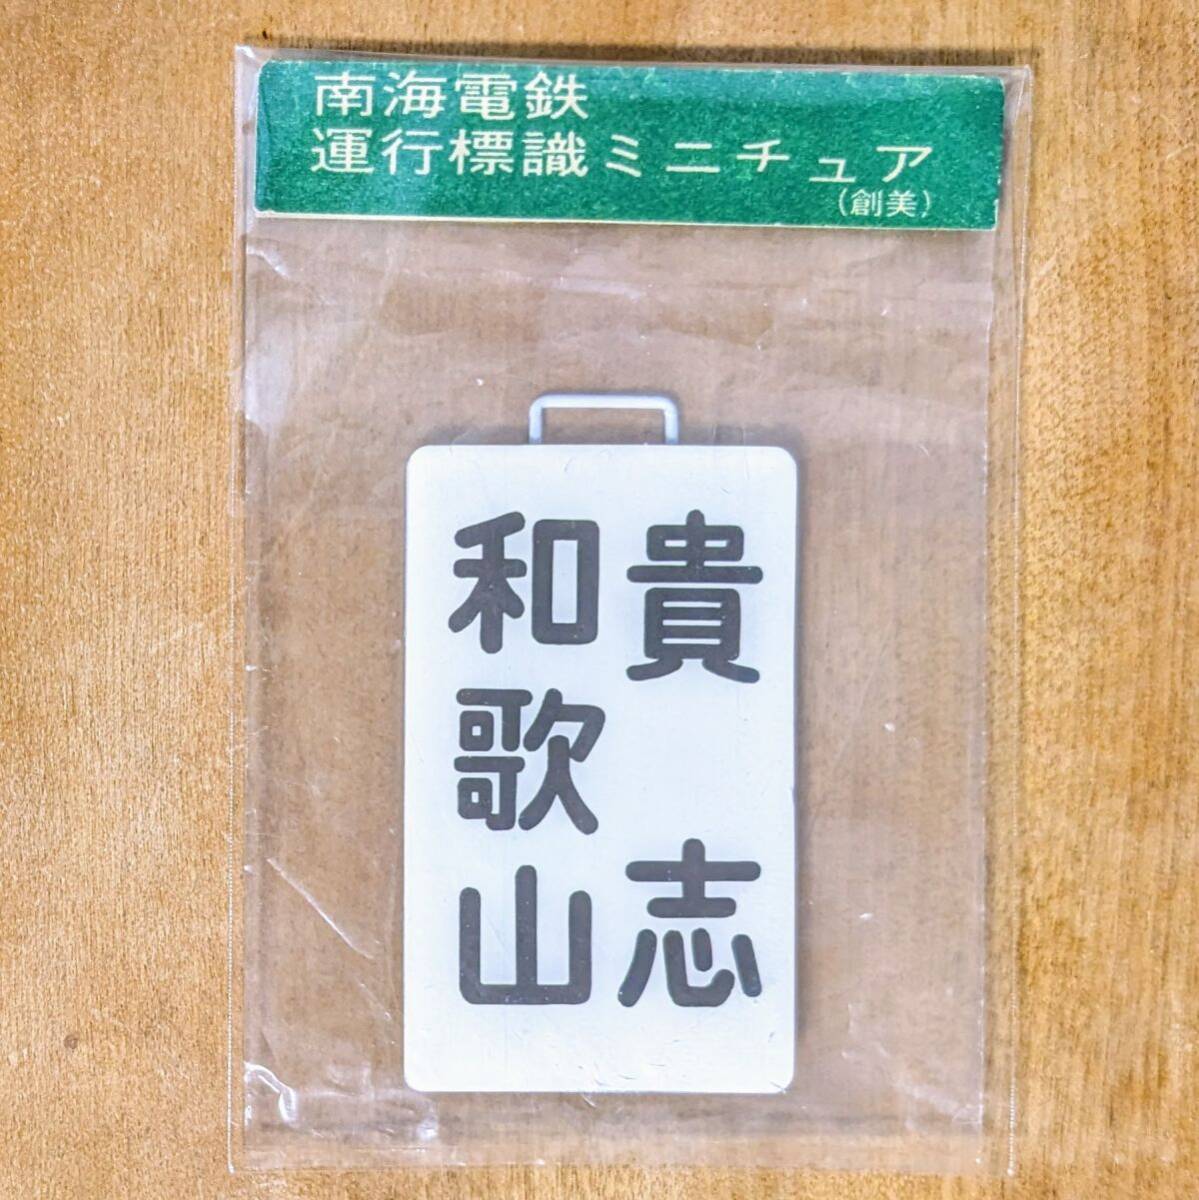 南海電鉄
運行標識ミニチュア
(創美)
貴志
和歌山